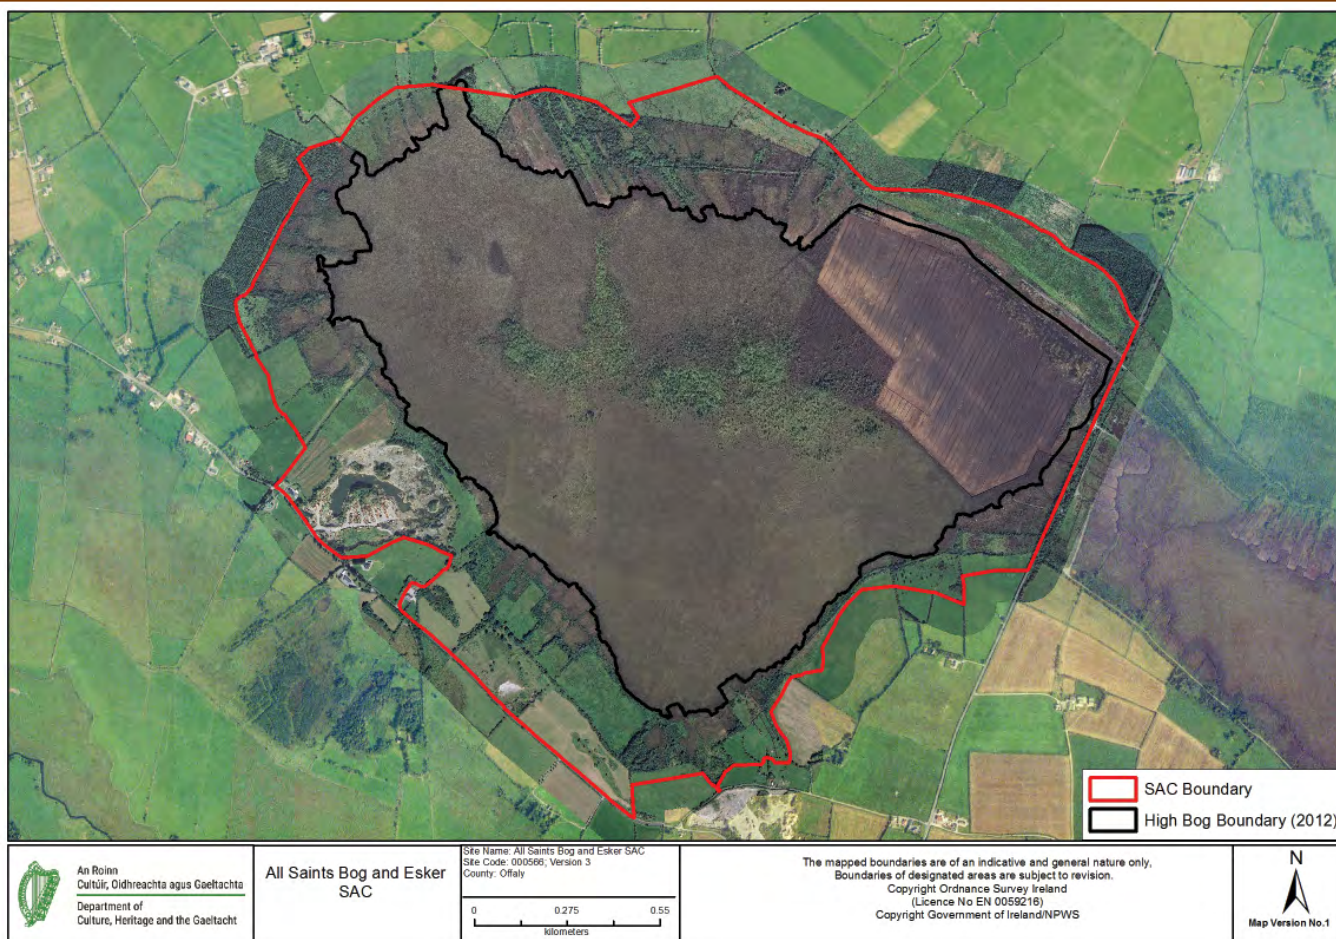 SAC Boundary
High Bog Boundary (2012)
An Roinn
Cultúir, Oidhreachta agus Gaeltachta
Department of
Culture, Heritage and the Gaeltacht
All Saints Bog and Esker
SAC
Site Name: All Saints Bog and Esker SAC
Site Code: 000566; Version 3
County: Offaly
0 0.275 0.55
kilometers
The mapped boundaries are of an indicative and general nature only,
Boundaries of designated areas are subject to revision.
Copyright Ordnance Survey Ireland
(Licence No EN 0059216)
Copyright Government of Ireland/NPWS
N
Map Version No.1